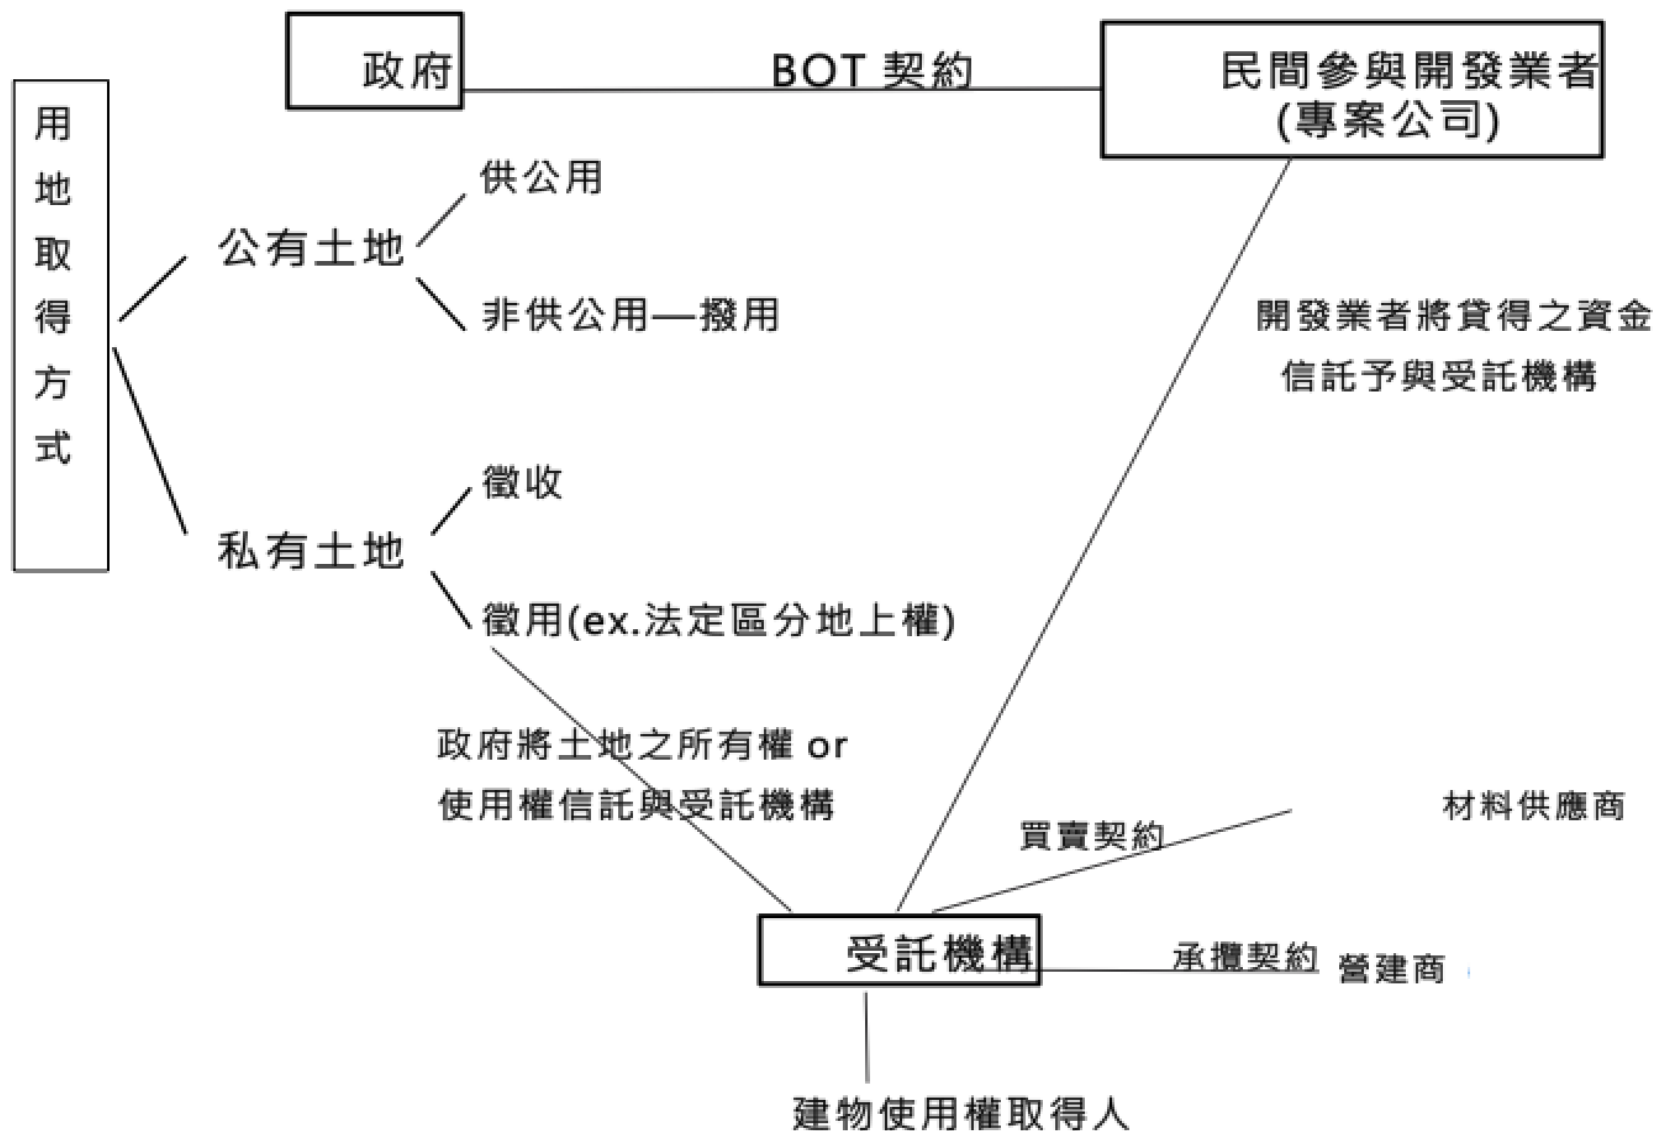 政府
BOT 契約
民間參與開發業者
(專案公司)
用地取得方式
供公用
公有土地
非供公用—撥用
開發業者將貸得之資金
信託予與受託機構
徵收
私有土地
徵用(ex.法定區分地上權)
政府將土地之所有權 or
使用權信託與受託機構
買賣契約
材料供應商
受託機構
承攬契約
營建商
建物使用權取得人